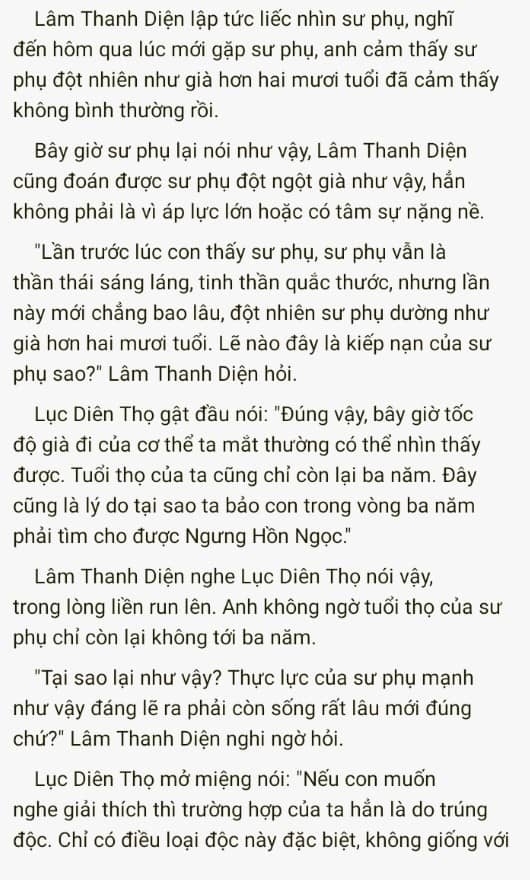 Lâm Thanh Diện lập tức liếc nhìn sư phụ, nghĩ
đến hôm qua lúc mới gặp sư phụ, anh cảm thấy sư
phụ đột nhiên như già hơn hai mươi tuổi đã cảm thấy
không bình thường rồi.
Bây giờ sư phụ lại nói như vậy, Lâm Thanh Diện
cũng đoán được sư phụ đột ngột già như vậy, hẳn
không phải là vì áp lực lớn hoặc có tâm sự nặng nề.
"Lần trước lúc con thấy sư phụ, sư phụ vẫn là
thần thái sáng láng, tinh thần quắc thước, nhưng lần
này mới chẳng bao lâu, đột nhiên sư phụ dường như
già hơn hai mươi tuổi. Lẽ nào đây là kiếp nạn của sư
phụ sao?" Lâm Thanh Diện hỏi.
Lục Diên Thọ gật đầu nói: "Đúng vậy, bây giờ tốc
độ già đi của cơ thể ta mắt thường có thể nhìn thấy
được. Tuổi thọ của ta cũng chỉ còn lại ba năm. Đây
cũng là lý do tại sao ta bảo con trong vòng ba năm
phải tìm cho được Ngưng Hồn Ngọc."
Lâm Thanh Diện nghe Lục Diên Thọ nói vậy,
trong lòng liền run lên. Anh không ngờ tuổi thọ của sư
phụ chỉ còn lại không tới ba năm.
"Tại sao lại như vậy? Thực lực của sư phụ mạnh
như vậy đáng lẽ ra phải còn sống rất lâu mới đúng
chứ?" Lâm Thanh Diện nghi ngờ hỏi.
Lục Diên Thọ mở miệng nói: "Nếu con muốn
nghe giải thích thì trường hợp của ta hẳn là do trúng
độc. Chỉ có điều loại độc này đặc biệt, không giống với